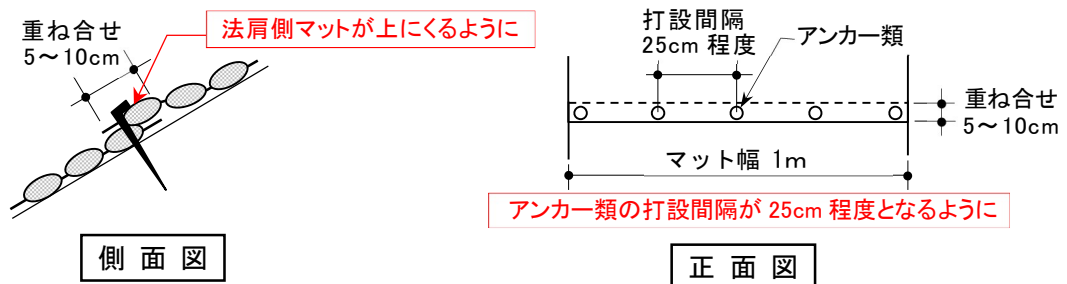 重ね合せ
5～10cm
法肩側マットが上にくるように
側面図
打設間隔
25cm 程度
アンカー類
重ね合せ
5～10cm
マット幅 1m
アンカー類の打設間隔が 25cm 程度となるように
正面図